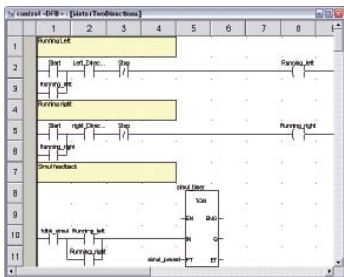 control <DFB> : [MotorTwoDirections]
1 2 3 4 5 6 7 8
1 Running Left
2 Start Left_Direc... Stop Running_left
3 Running_left
4 Running right
5 Start right_Direc... Stop Running_right
6 Running_right
7 Simul feedback
8 simul_timer
TON
9 EN ENO
10 fdbk_simul Running_left IN Q
11 Running_right simul_preset PT ET